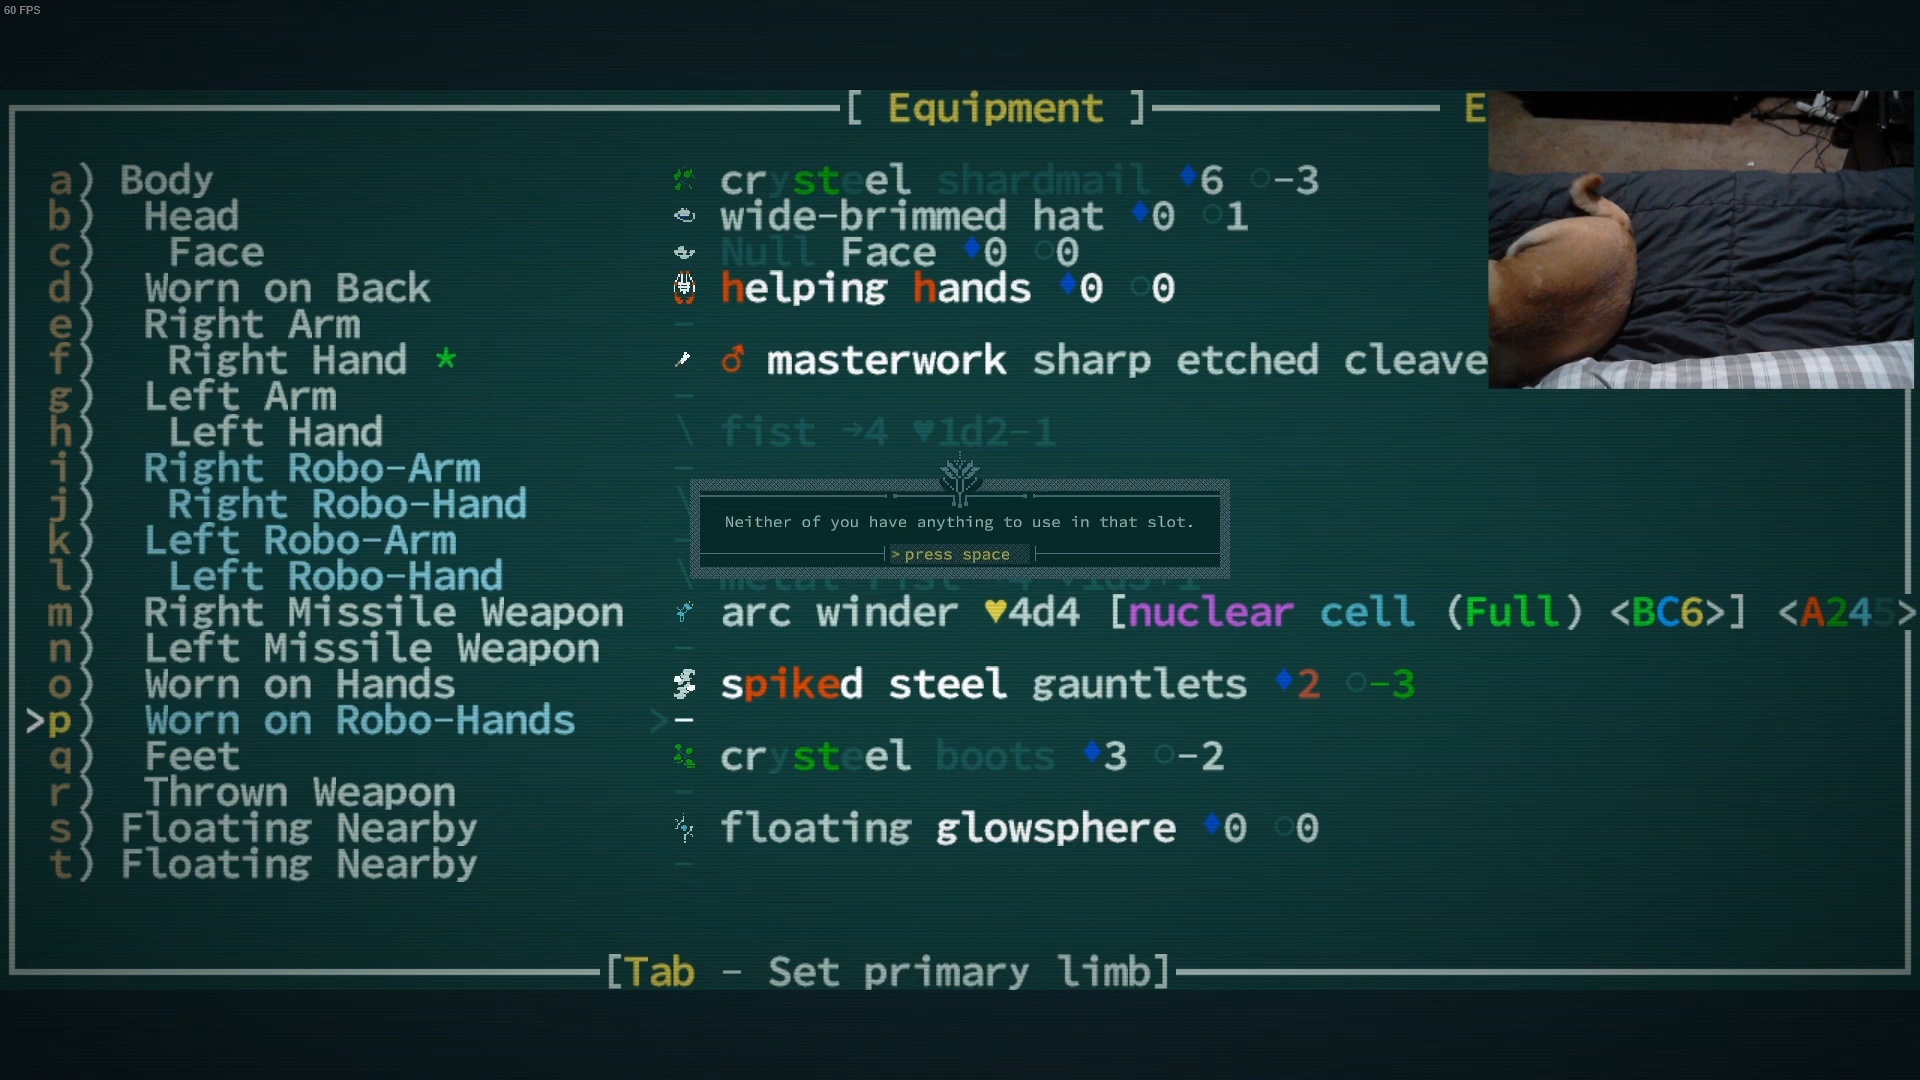 60 FPS
[ Equipment ] E
a) Body crysteel shardmail ♦6 ○-3
b) Head wide-brimmed hat ♦0 ○1
c) Face Null Face ♦0 ○0
d) Worn on Back helping hands ♦0 ○0
e) Right Arm -
f) Right Hand * ♂ masterwork sharp etched cleave
g) Left Arm -
h) Left Hand \ fist →4 ♥1d2-1
i) Right Robo-Arm -
j) Right Robo-Hand \
k) Left Robo-Arm -
l) Left Robo-Hand \ metal fist
Neither of you have anything to use in that slot.
> press space
m) Right Missile Weapon arc winder ♥4d4 [nuclear cell (Full) <BC6>] <A245>
n) Left Missile Weapon -
o) Worn on Hands spiked steel gauntlets ♦2 ○-3
>p) Worn on Robo-Hands > -
q) Feet crysteel boots ♦3 ○-2
r) Thrown Weapon -
s) Floating Nearby floating glowsphere ♦0 ○0
t) Floating Nearby -
[Tab - Set primary limb]